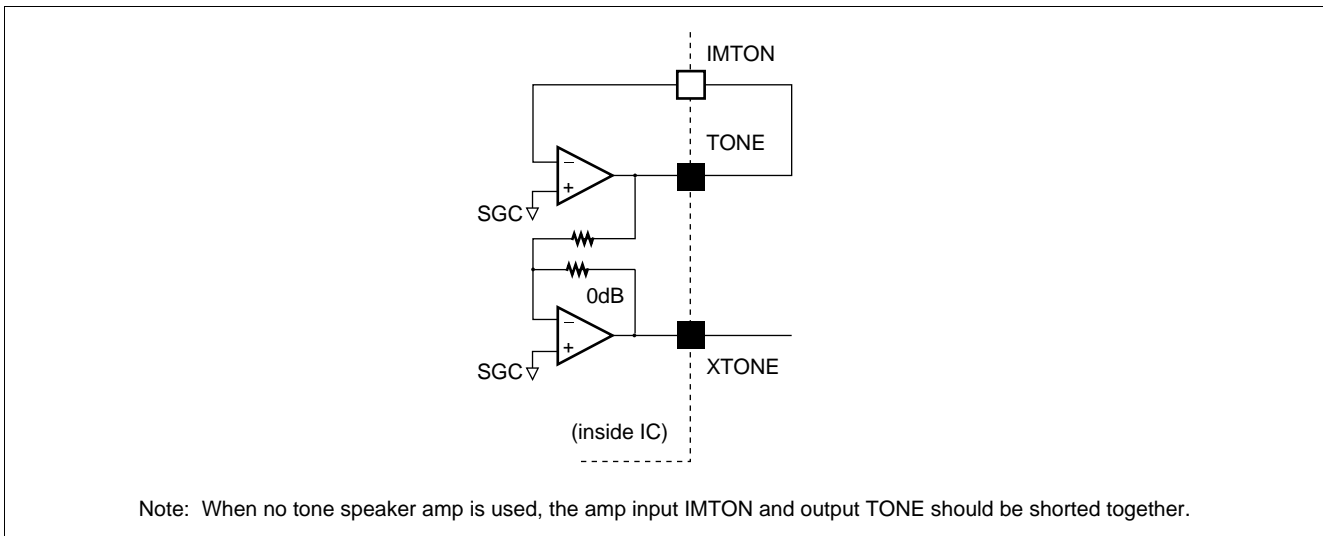 IMTON
TONE
−
+
SGC
0dB
−
+
SGC
XTONE
(inside IC)
Note: When no tone speaker amp is used, the amp input IMTON and output TONE should be shorted together.